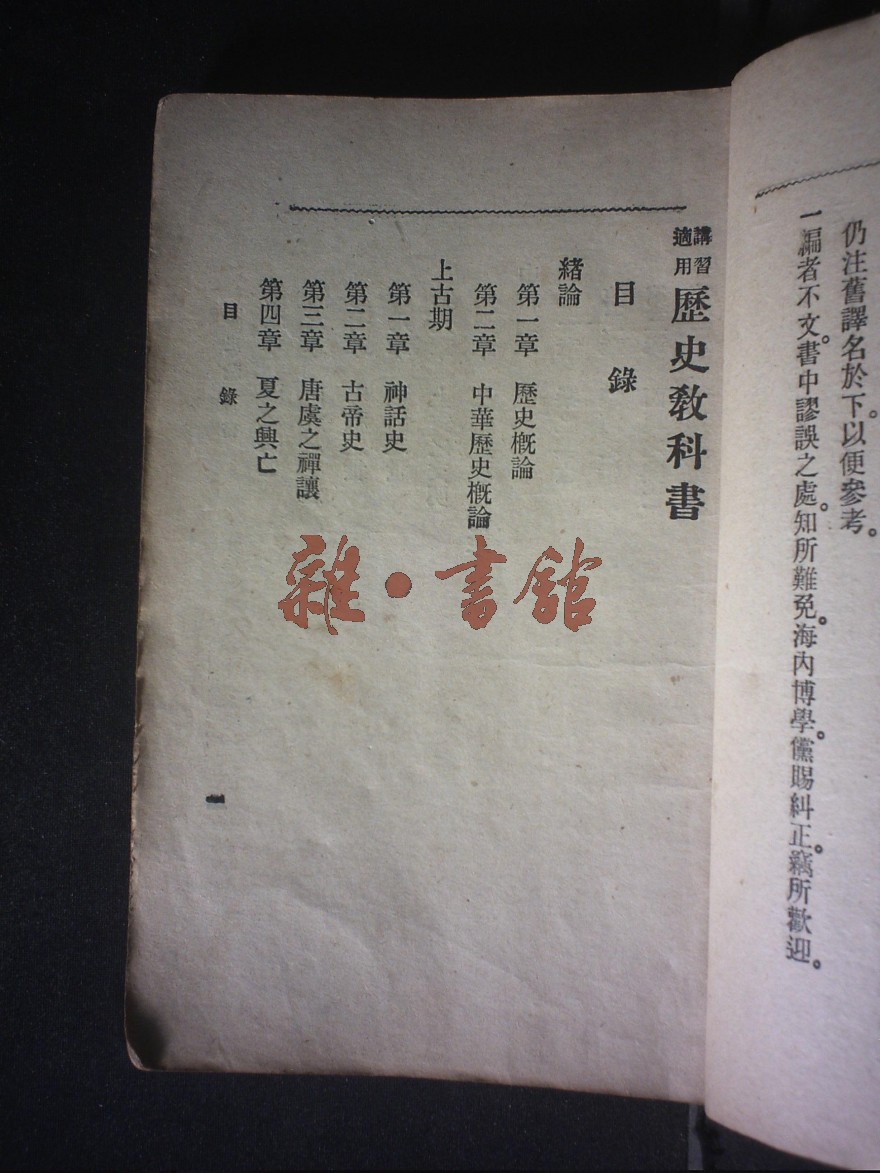 仍注舊譯名於下。以便參考。
一編者不文。書中謬誤之處。知所難免。海內博學。儻賜糾正。竊所歡迎。
講習適用歷史敎科書
目錄
緒論
第一章 歷史概論
第二章 中華歷史概論
上古期
第一章 神話史
第二章 古帝史
第三章 唐虞之禪讓
第四章 夏之興亡
目錄
一
雜·書館